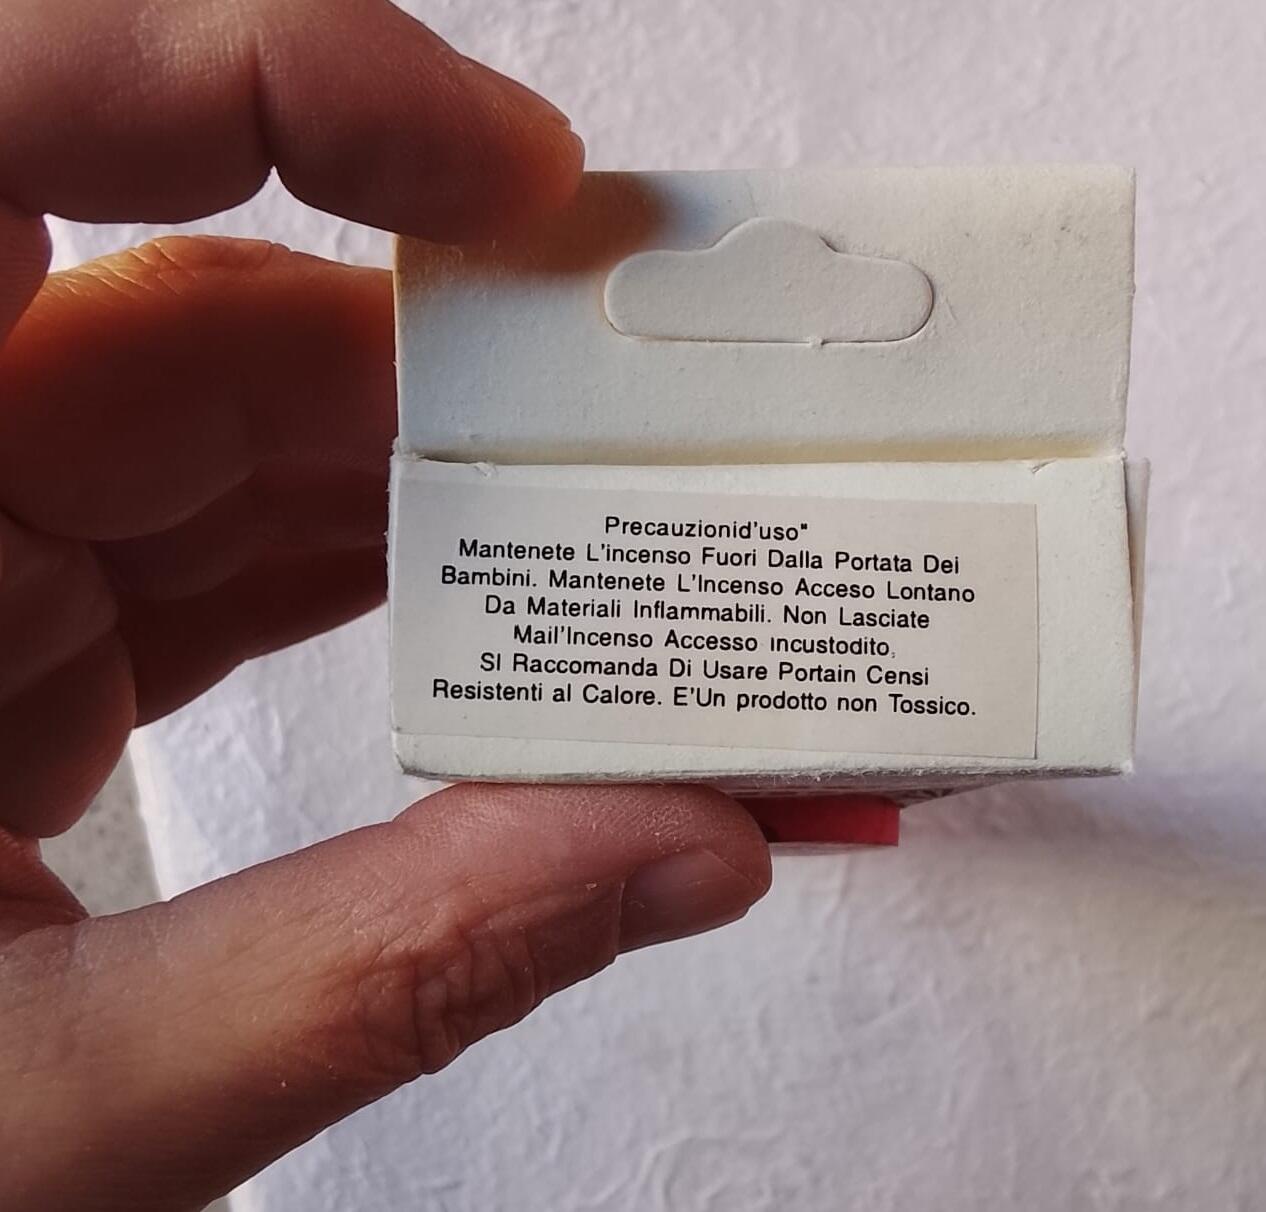 Precauzionid'uso"
Mantenete L'incenso Fuori Dalla Portata Dei
Bambini. Mantenete L'Incenso Acceso Lontano
Da Materiali Inflammabili. Non Lasciate
Mail'Incenso Accesso incustodito,
SI Raccomanda Di Usare Portain Censi
Resistenti al Calore. E'Un prodotto non Tossico.